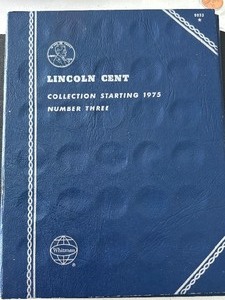 LINCOLN CENT
COLLECTION STARTING 1975
NUMBER THREE
Whitman